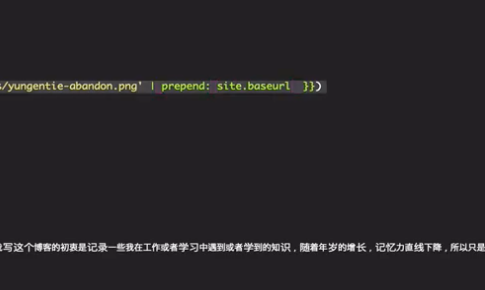 /yungentie-abandon.png' | prepend: site.baseurl }})
写这个博客的初衷是记录一些我在工作或者学习中遇到或者学到的知识，随着年岁的增长，记忆力直线下降，所以只是